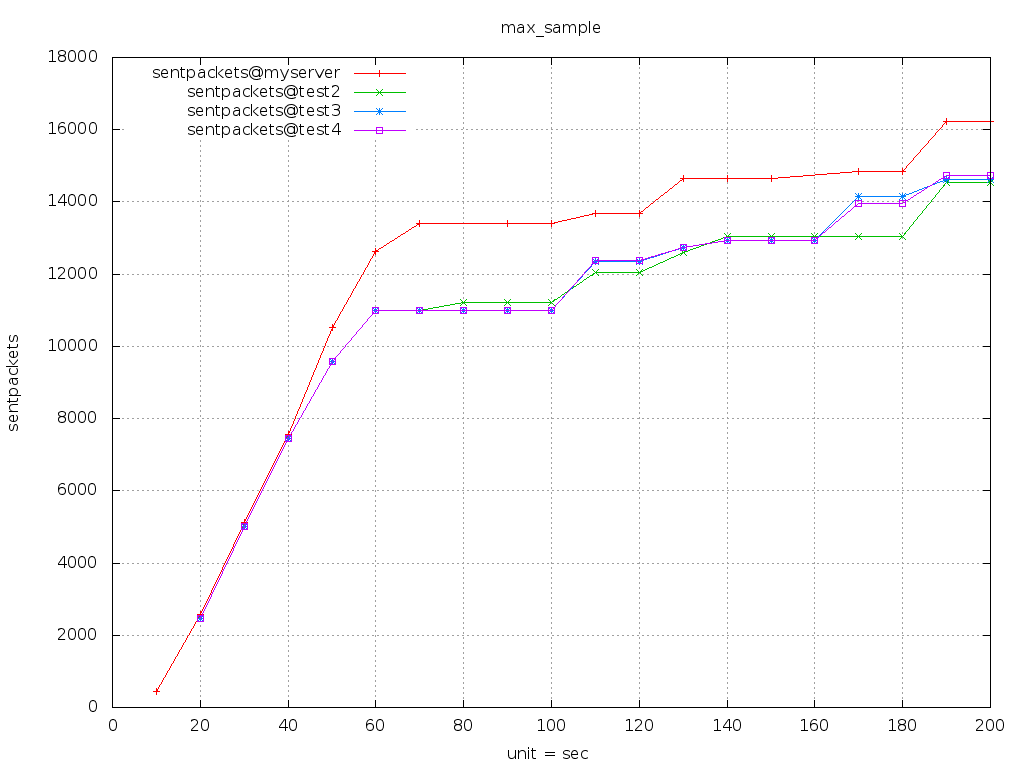 max_sample
18000
16000
14000
12000
10000
8000
6000
4000
2000
0
sentpackets@myserver
sentpackets@test2
sentpackets@test3
sentpackets@test4
sentpackets
0 20 40 60 80 100 120 140 160 180 200
unit = sec